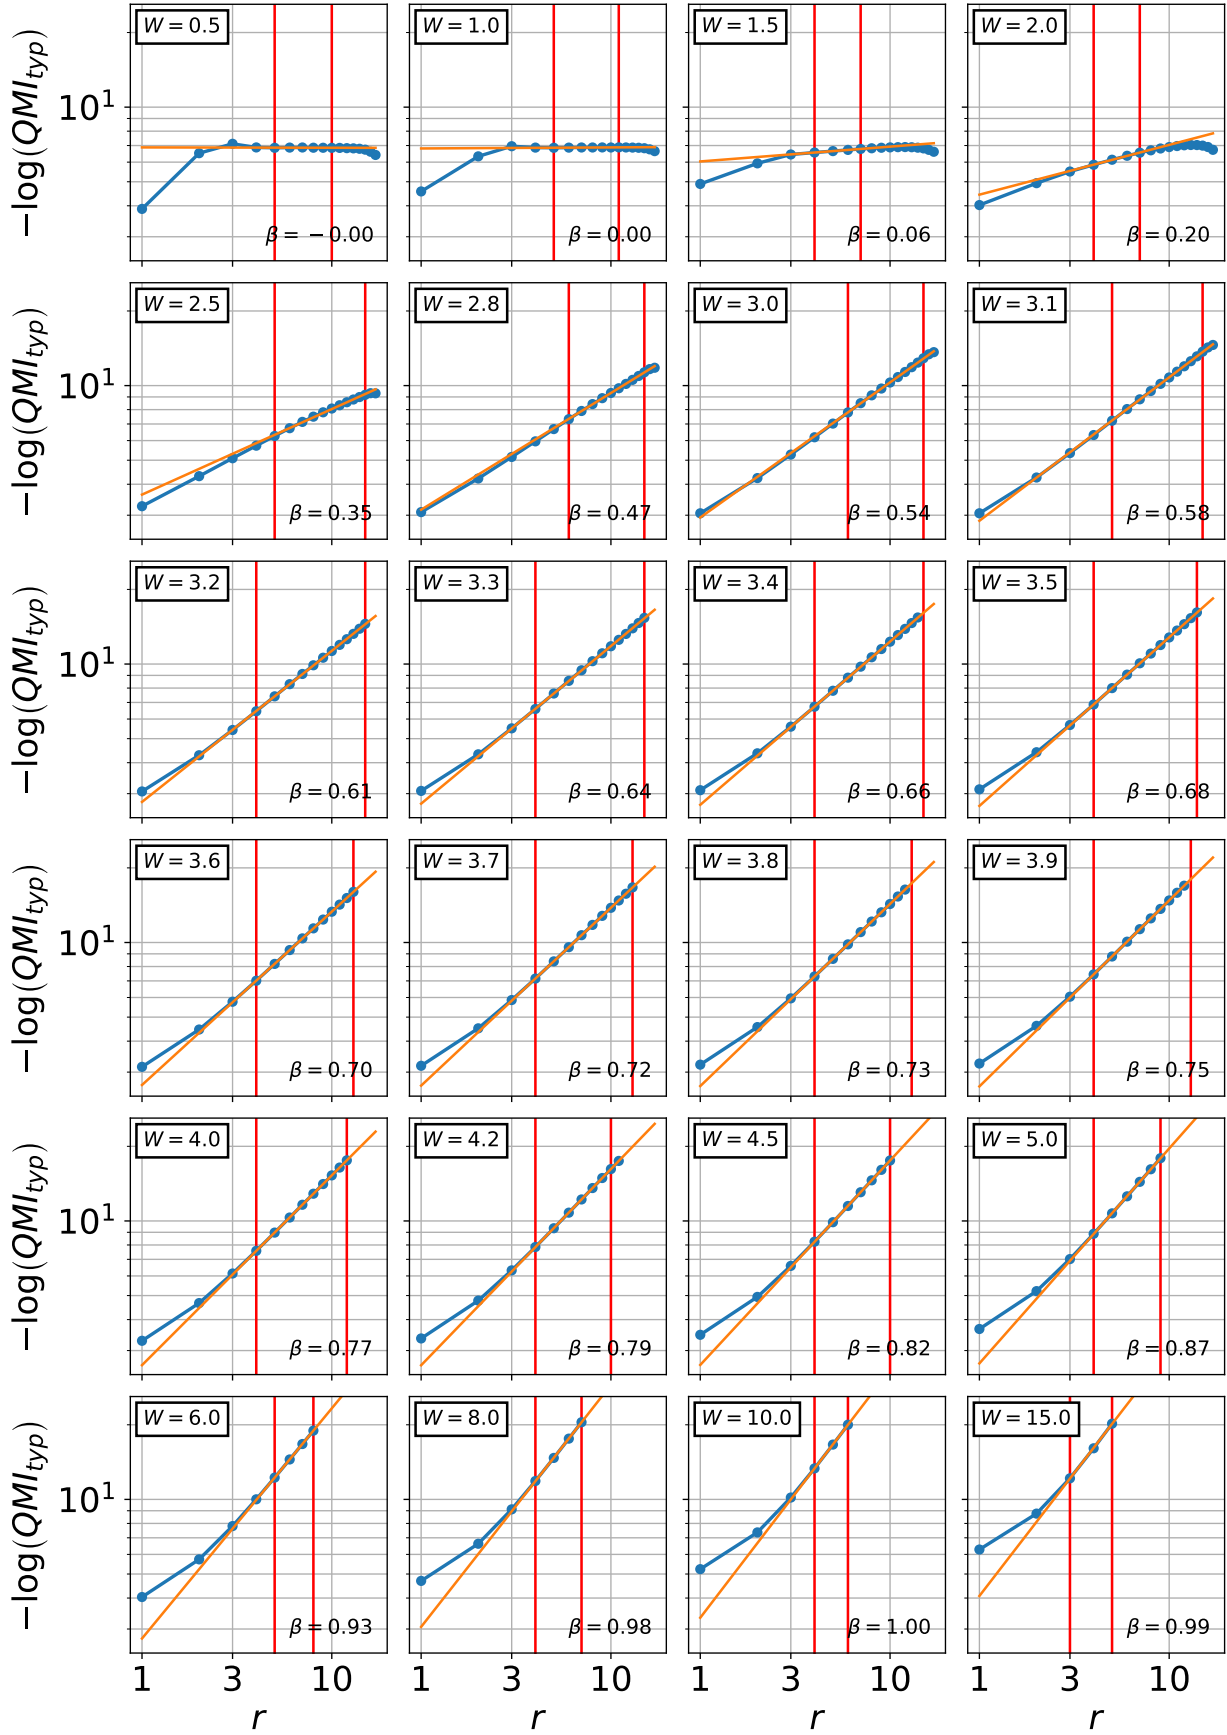 −log(QMI_typ)
10¹
W = 0.5
β = −0.00
W = 1.0
β = 0.00
W = 1.5
β = 0.06
W = 2.0
β = 0.20
−log(QMI_typ)
10¹
W = 2.5
β = 0.35
W = 2.8
β = 0.47
W = 3.0
β = 0.54
W = 3.1
β = 0.58
−log(QMI_typ)
10¹
W = 3.2
β = 0.61
W = 3.3
β = 0.64
W = 3.4
β = 0.66
W = 3.5
β = 0.68
−log(QMI_typ)
10¹
W = 3.6
β = 0.70
W = 3.7
β = 0.72
W = 3.8
β = 0.73
W = 3.9
β = 0.75
−log(QMI_typ)
10¹
W = 4.0
β = 0.77
W = 4.2
β = 0.79
W = 4.5
β = 0.82
W = 5.0
β = 0.87
−log(QMI_typ)
10¹
W = 6.0
β = 0.93
W = 8.0
β = 0.98
W = 10.0
β = 1.00
W = 15.0
β = 0.99
1 3 10
1 3 10
1 3 10
1 3 10
r
r
r
r